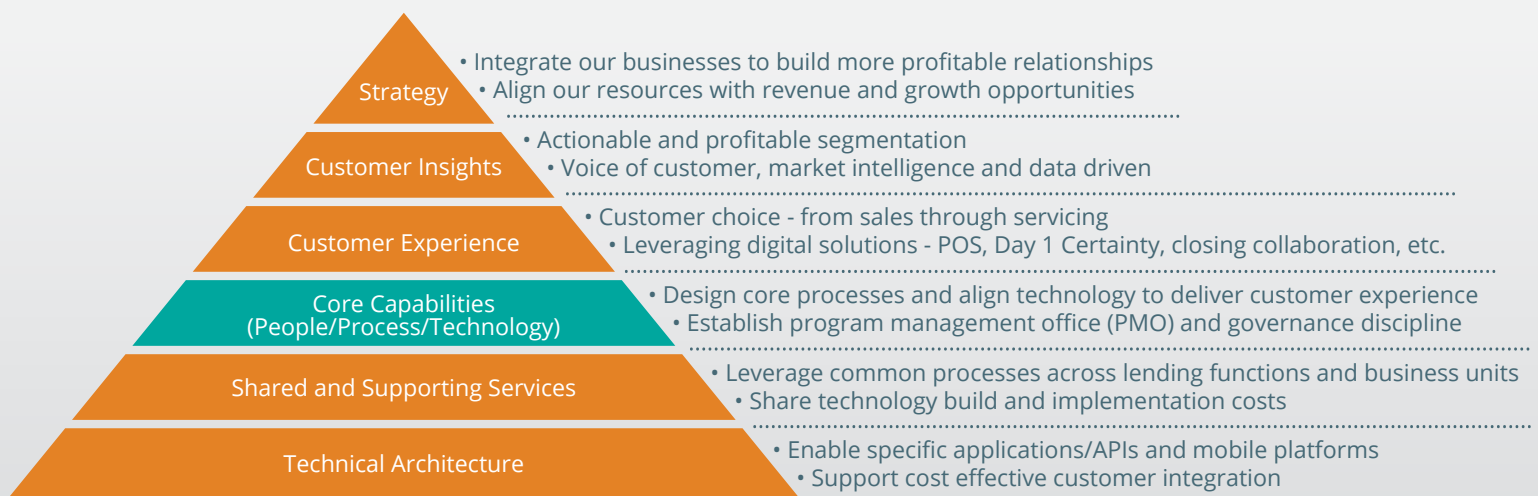 Strategy
• Integrate our businesses to build more profitable relationships
• Align our resources with revenue and growth opportunities
Customer Insights
• Actionable and profitable segmentation
• Voice of customer, market intelligence and data driven
Customer Experience
• Customer choice - from sales through servicing
• Leveraging digital solutions - POS, Day 1 Certainty, closing collaboration, etc.
Core Capabilities
(People/Process/Technology)
• Design core processes and align technology to deliver customer experience
• Establish program management office (PMO) and governance discipline
Shared and Supporting Services
• Leverage common processes across lending functions and business units
• Share technology build and implementation costs
Technical Architecture
• Enable specific applications/APIs and mobile platforms
• Support cost effective customer integration